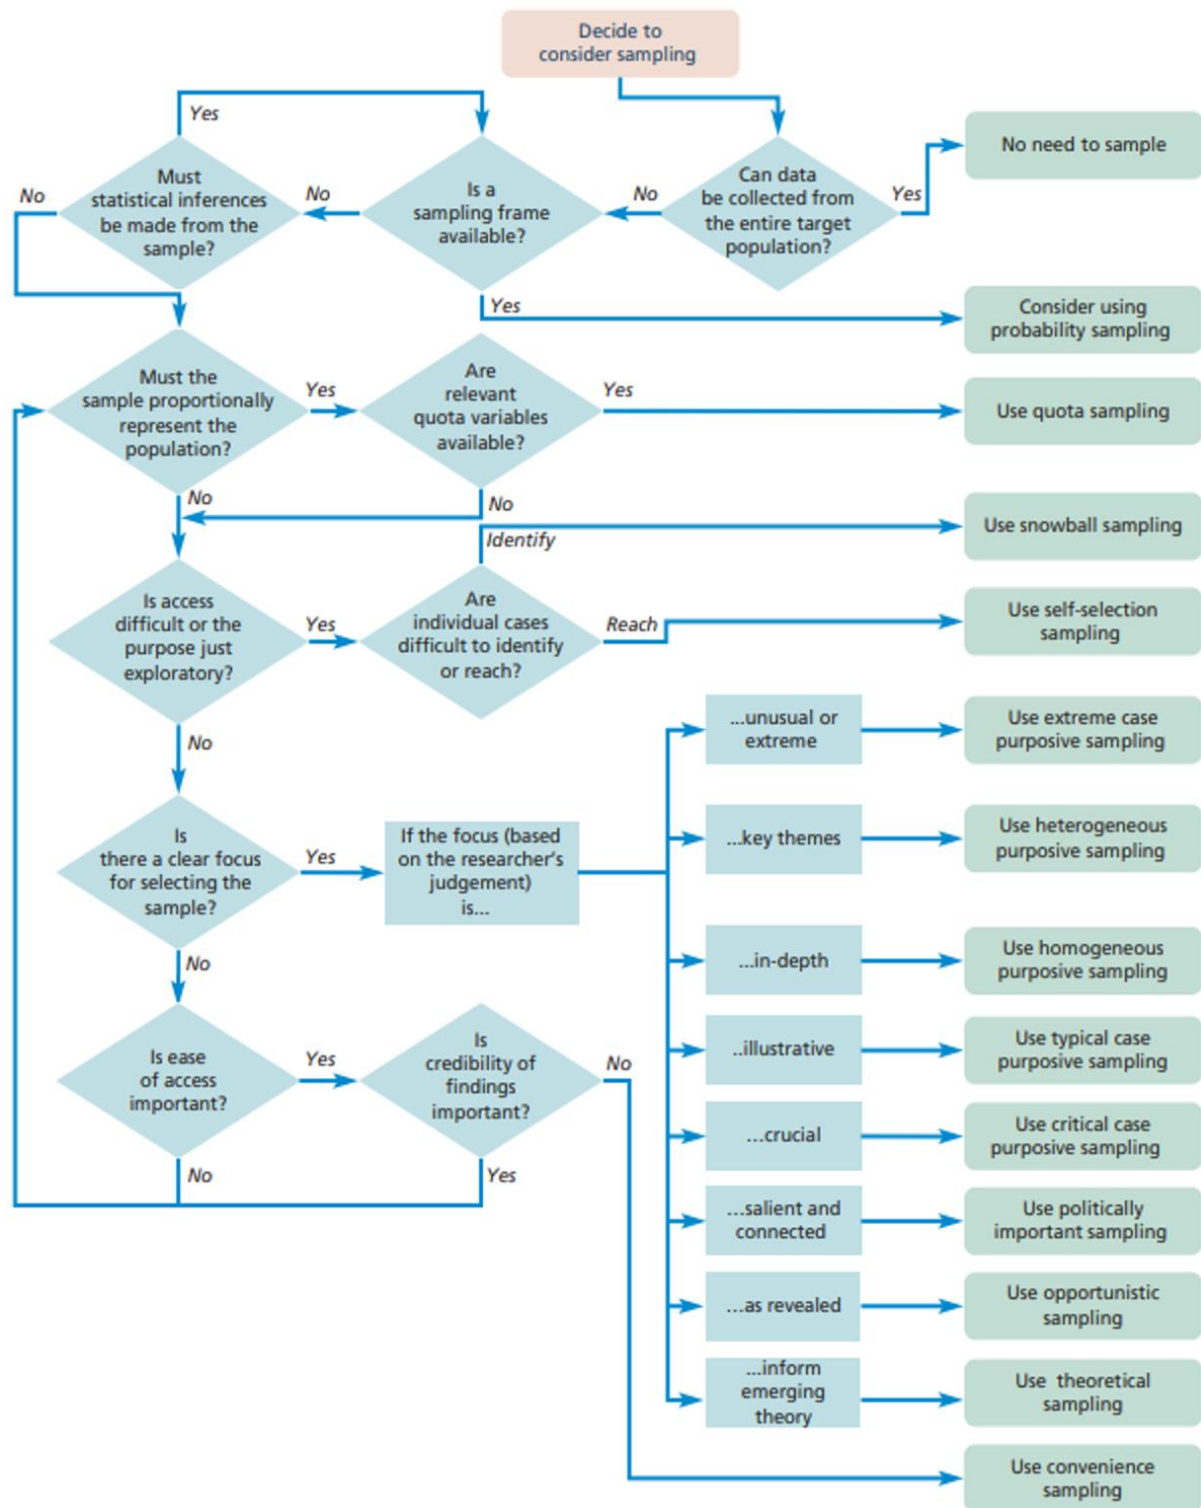 Decide to
consider sampling
Yes
No need to sample
No
Must
statistical inferences
be made from the
sample?
No
Is a
sampling frame
available?
No
Can data
be collected from
the entire target
population?
Yes
Yes
Consider using
probability sampling
Must the
sample proportionally
represent the
population?
Yes
Are
relevant
quota variables
available?
Yes
Use quota sampling
No
No
Identify
Use snowball sampling
Is access
difficult or the
purpose just
exploratory?
Yes
Are
individual cases
difficult to identify
or reach?
Reach
Use self-selection
sampling
No
...unusual or
extreme
Use extreme case
purposive sampling
Is
there a clear focus
for selecting the
sample?
Yes
If the focus (based
on the researcher's
judgement)
is...
...key themes
Use heterogeneous
purposive sampling
No
...in-depth
Use homogeneous
purposive sampling
Is ease
of access
important?
Yes
Is
credibility of
findings
important?
No
..illustrative
Use typical case
purposive sampling
...crucial
Use critical case
purposive sampling
No
Yes
...salient and
connected
Use politically
important sampling
...as revealed
Use opportunistic
sampling
...inform
emerging
theory
Use theoretical
sampling
Use convenience
sampling